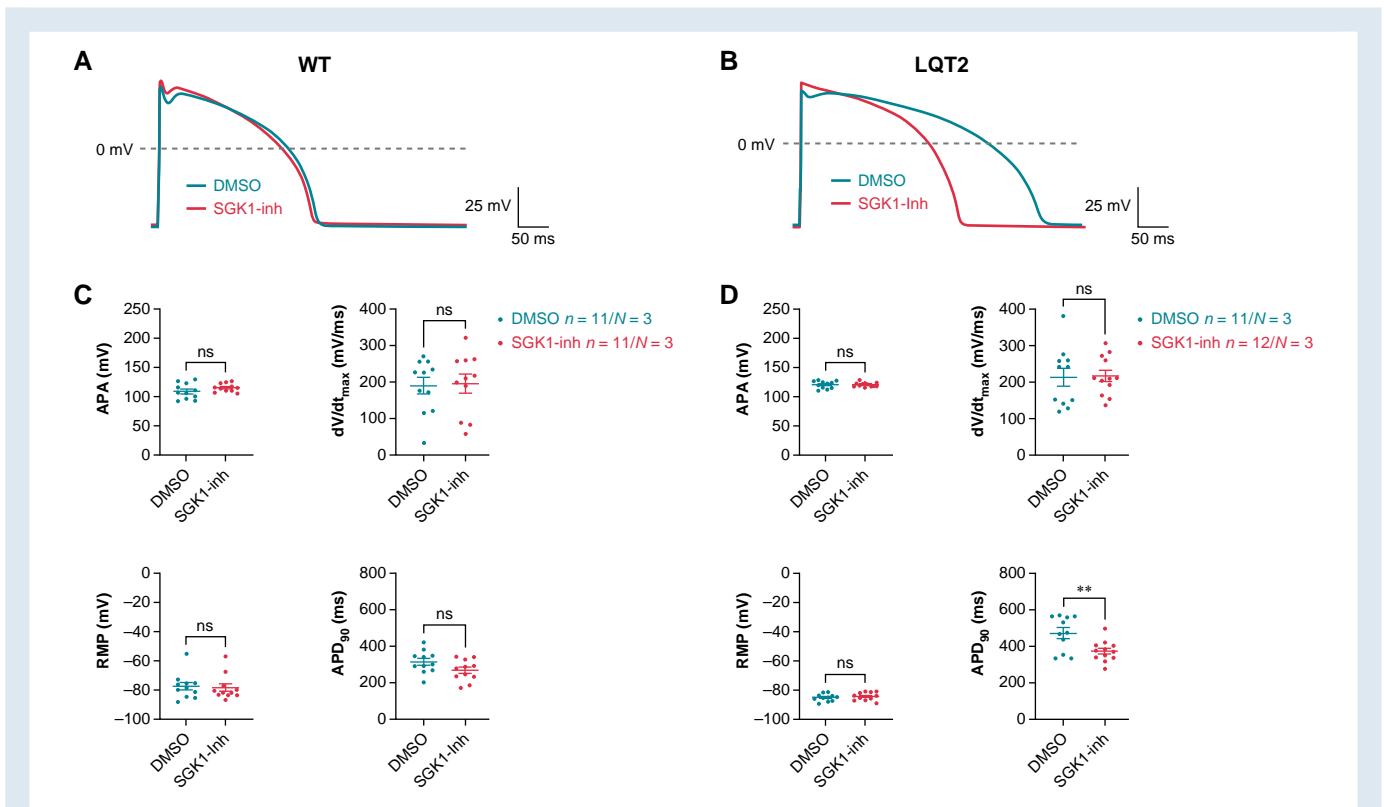 A
WT
0 mV
DMSO
SGK1-inh
25 mV
50 ms
B
LQT2
0 mV
DMSO
SGK1-Inh
25 mV
50 ms
C
APA (mV)
250
200
150
100
50
0
ns
DMSO
SGK1-inh
dV/dtmax (mV/ms)
400
300
200
100
0
ns
DMSO
SGK1-inh
DMSO n = 11/N = 3
SGK1-inh n = 11/N = 3
RMP (mV)
0
–20
–40
–60
–80
–100
ns
DMSO
SGK1-Inh
APD90 (ms)
800
600
400
200
0
ns
DMSO
SGK1-Inh
D
APA (mV)
250
200
150
100
50
0
ns
DMSO
SGK1-inh
dV/dtmax (mV/ms)
400
300
200
100
0
ns
DMSO
SGK1-inh
DMSO n = 11/N = 3
SGK1-inh n = 12/N = 3
RMP (mV)
0
–20
–40
–60
–80
–100
ns
DMSO
SGK1-inh
APD90 (ms)
800
600
400
200
0
**
DMSO
SGK1-inh